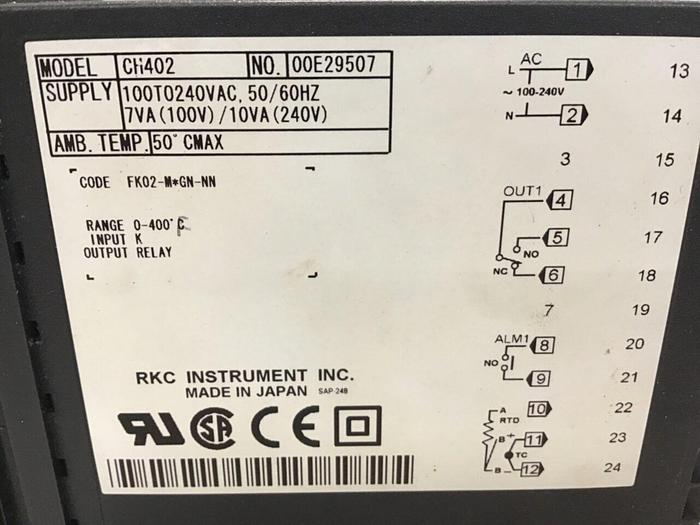 MODEL CH402 NO. 00E29507
SUPPLY 100TO240VAC, 50/60HZ
7VA(100V)/10VA(240V)
AMB. TEMP. 50°CMAX
CODE FK02-M*GN-NN
RANGE 0-400°C
INPUT K
OUTPUT RELAY
RKC INSTRUMENT INC.
MADE IN JAPAN SAP-248
RU SA CE
AC
L 1 13
~ 100-240V
N 2 14
3 15
OUT1 4 16
5 17
NO
NC 6 18
7 19
ALM1 8 20
NO
9 21
A 10 22
RTD
B + 11 23
TC
B - 12 24